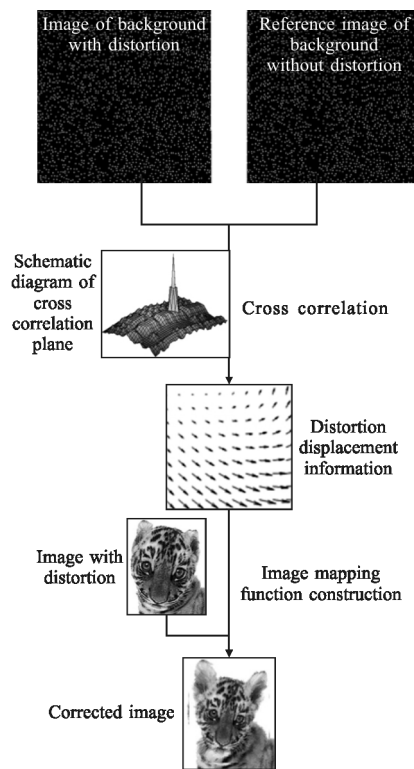 Image of background
with distortion
Reference image of
background
without distortion
Schematic
diagram of
cross
correlation
plane
Cross correlation
Distortion
displacement
information
Image with
distortion
Image mapping
function construction
Corrected image